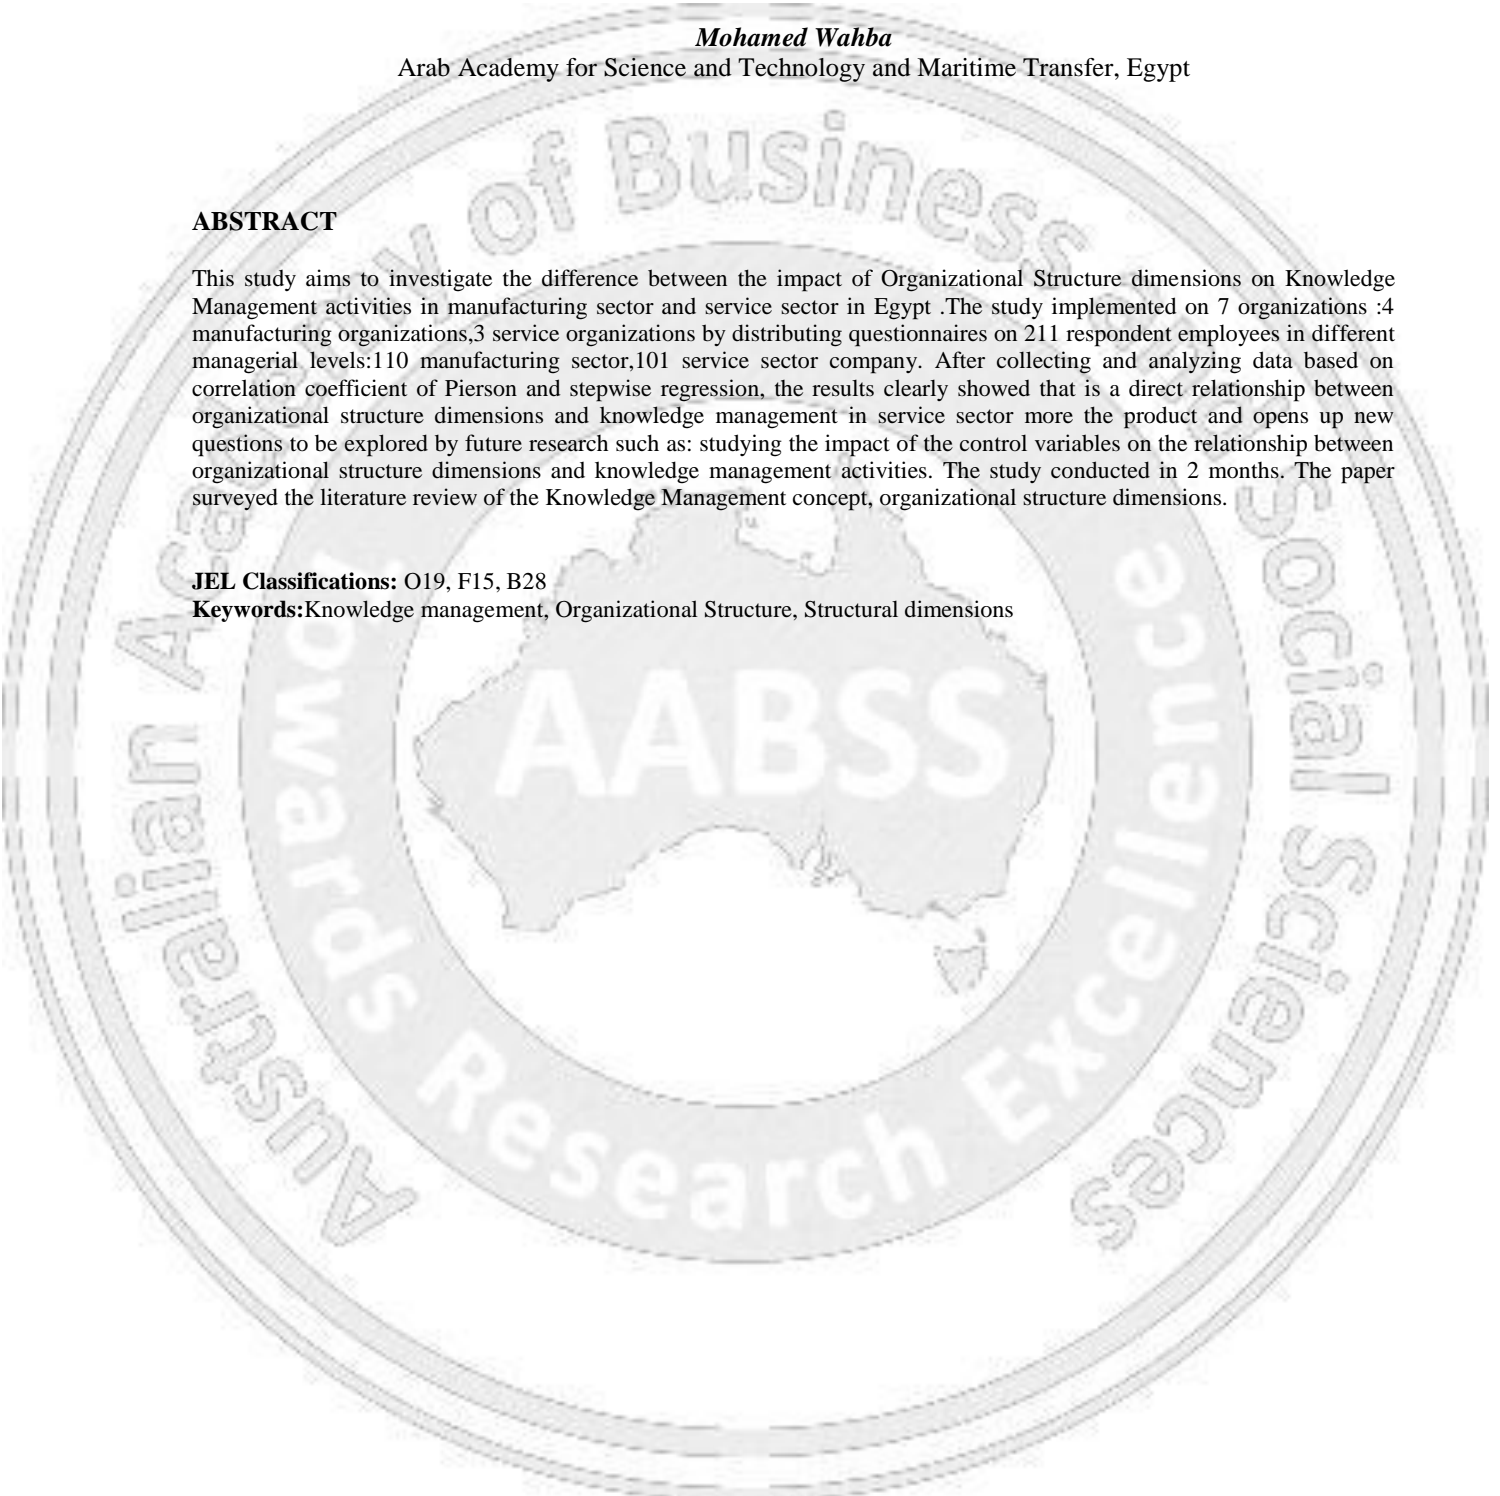 Mohamed Wahba
Arab Academy for Science and Technology and Maritime Transfer, Egypt
ABSTRACT
This study aims to investigate the difference between the impact of Organizational Structure dimensions on Knowledge
Management activities in manufacturing sector and service sector in Egypt .The study implemented on 7 organizations :4
manufacturing organizations,3 service organizations by distributing questionnaires on 211 respondent employees in different
managerial levels:110 manufacturing sector,101 service sector company. After collecting and analyzing data based on
correlation coefficient of Pierson and stepwise regression, the results clearly showed that is a direct relationship between
organizational structure dimensions and knowledge management in service sector more the product and opens up new
questions to be explored by future research such as: studying the impact of the control variables on the relationship between
organizational structure dimensions and knowledge management activities. The study conducted in 2 months. The paper
surveyed the literature review of the Knowledge Management concept, organizational structure dimensions.
JEL Classifications: O19, F15, B28
Keywords:Knowledge management, Organizational Structure, Structural dimensions
Australian Academy of Business and Social Sciences
AABSS
Towards Research Excellence